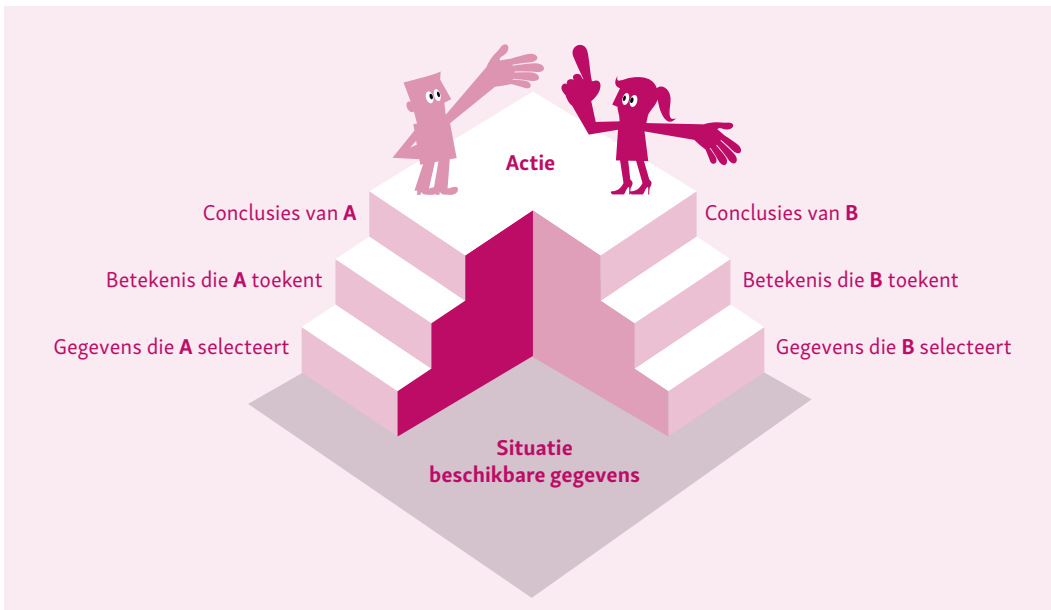 Actie
Conclusies van A
Conclusies van B
Betekenis die A toekent
Betekenis die B toekent
Gegevens die A selecteert
Gegevens die B selecteert
Situatie
beschikbare gegevens